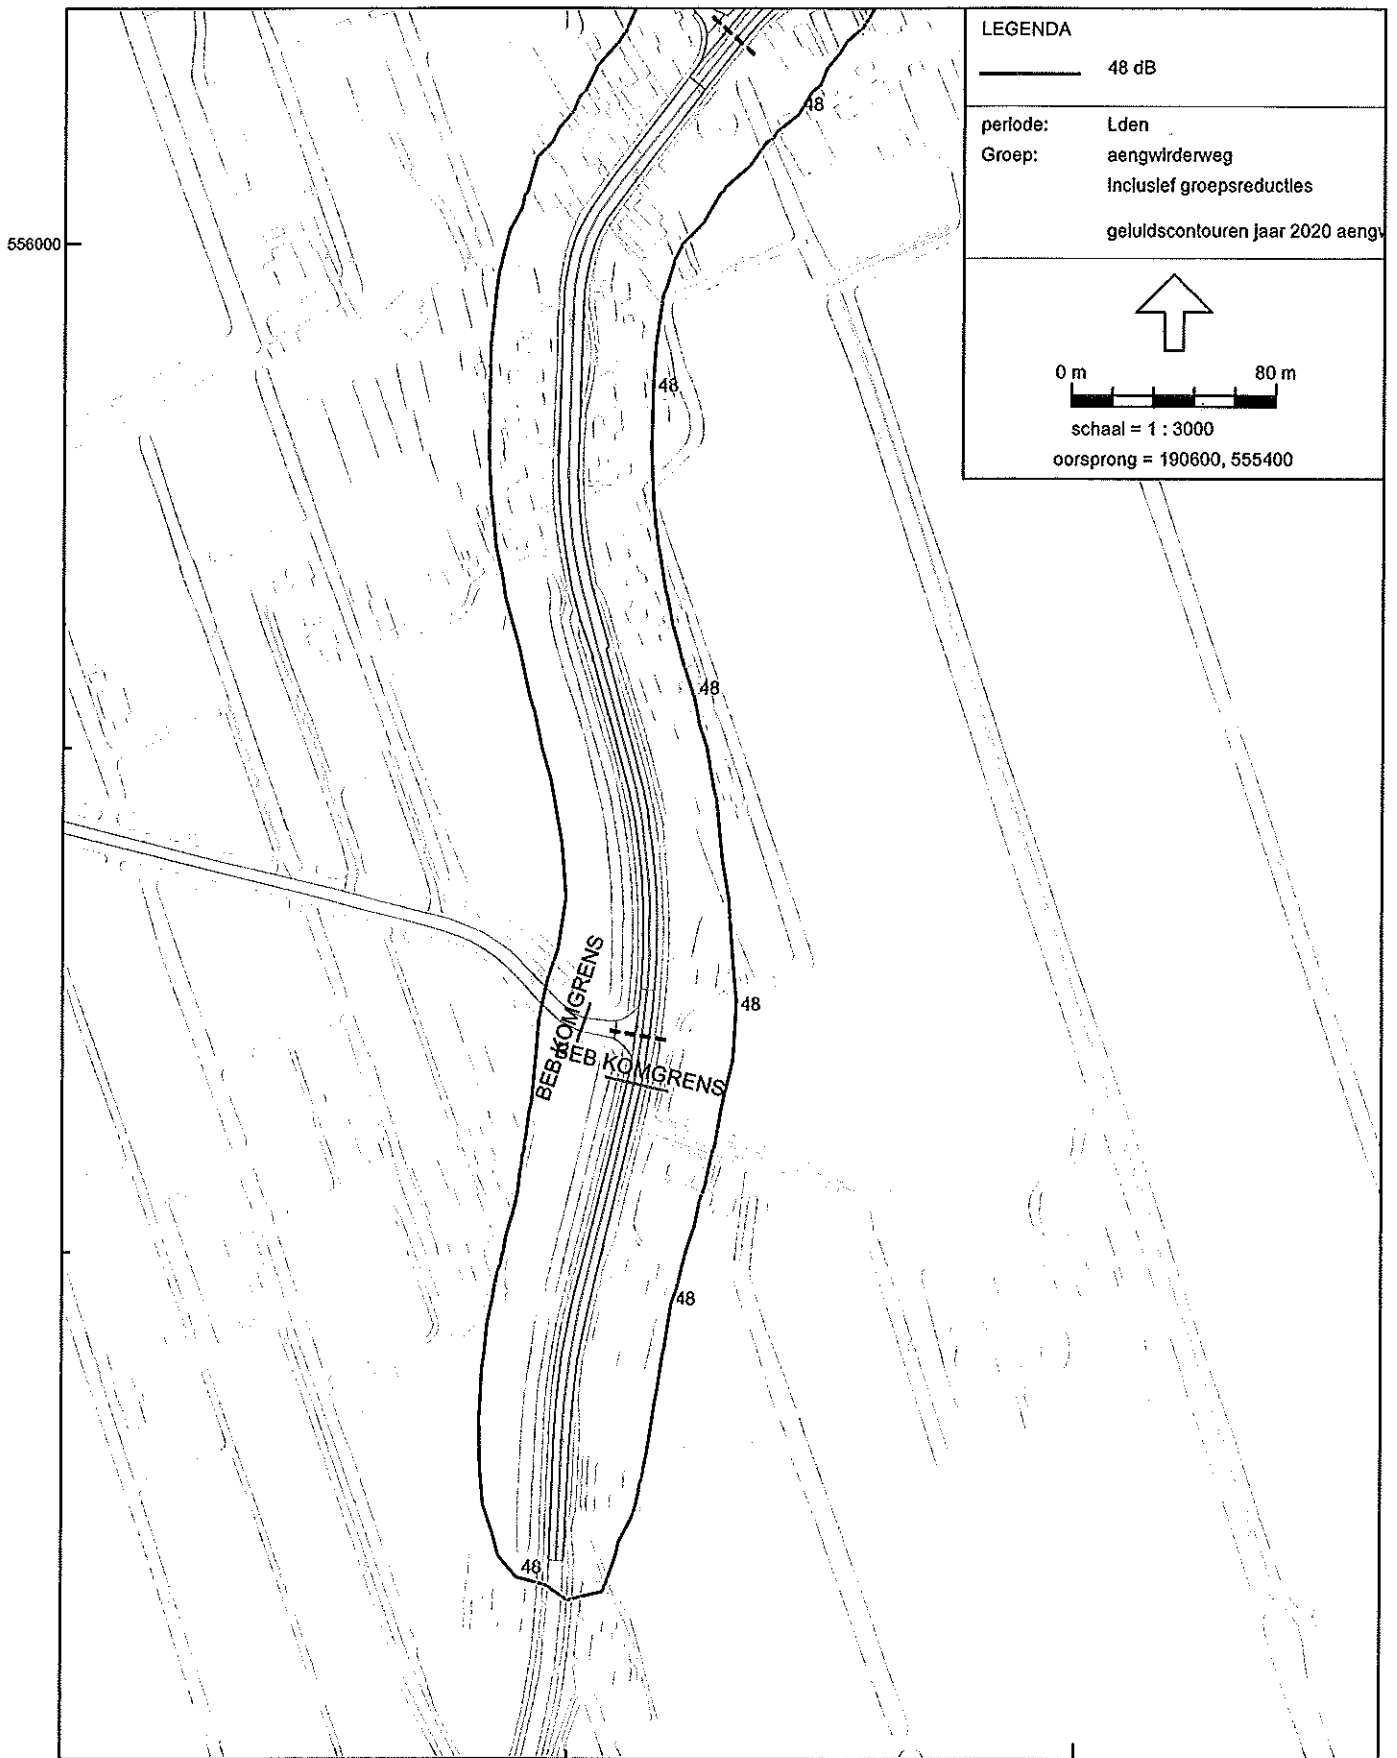 LEGENDA
48 dB
periode: Lden
Groep: aengwirderweg
Inclusief groepsreducties
geluidscontouren jaar 2020 aengv
0 m 80 m
schaal = 1 : 3000
oorsprong = 190600, 555400
48
556000
48
48
48
BEB KOMGRENS
BEB KOMGRENS
48
48